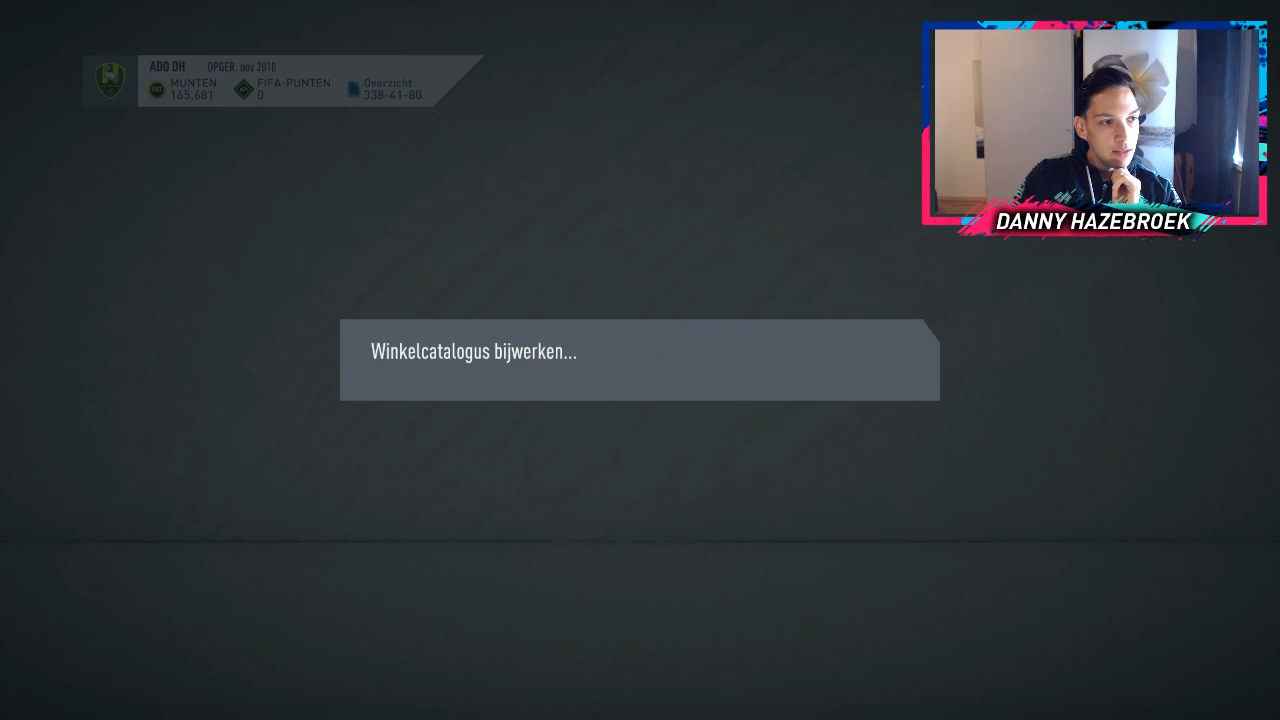 ADO DH OPGER. nov 2010
MUNTEN FIFA-PUNTEN Overzicht
165.681 0 338-41-80
DANNY HAZEBROEK
Winkelcatalogus bijwerken...